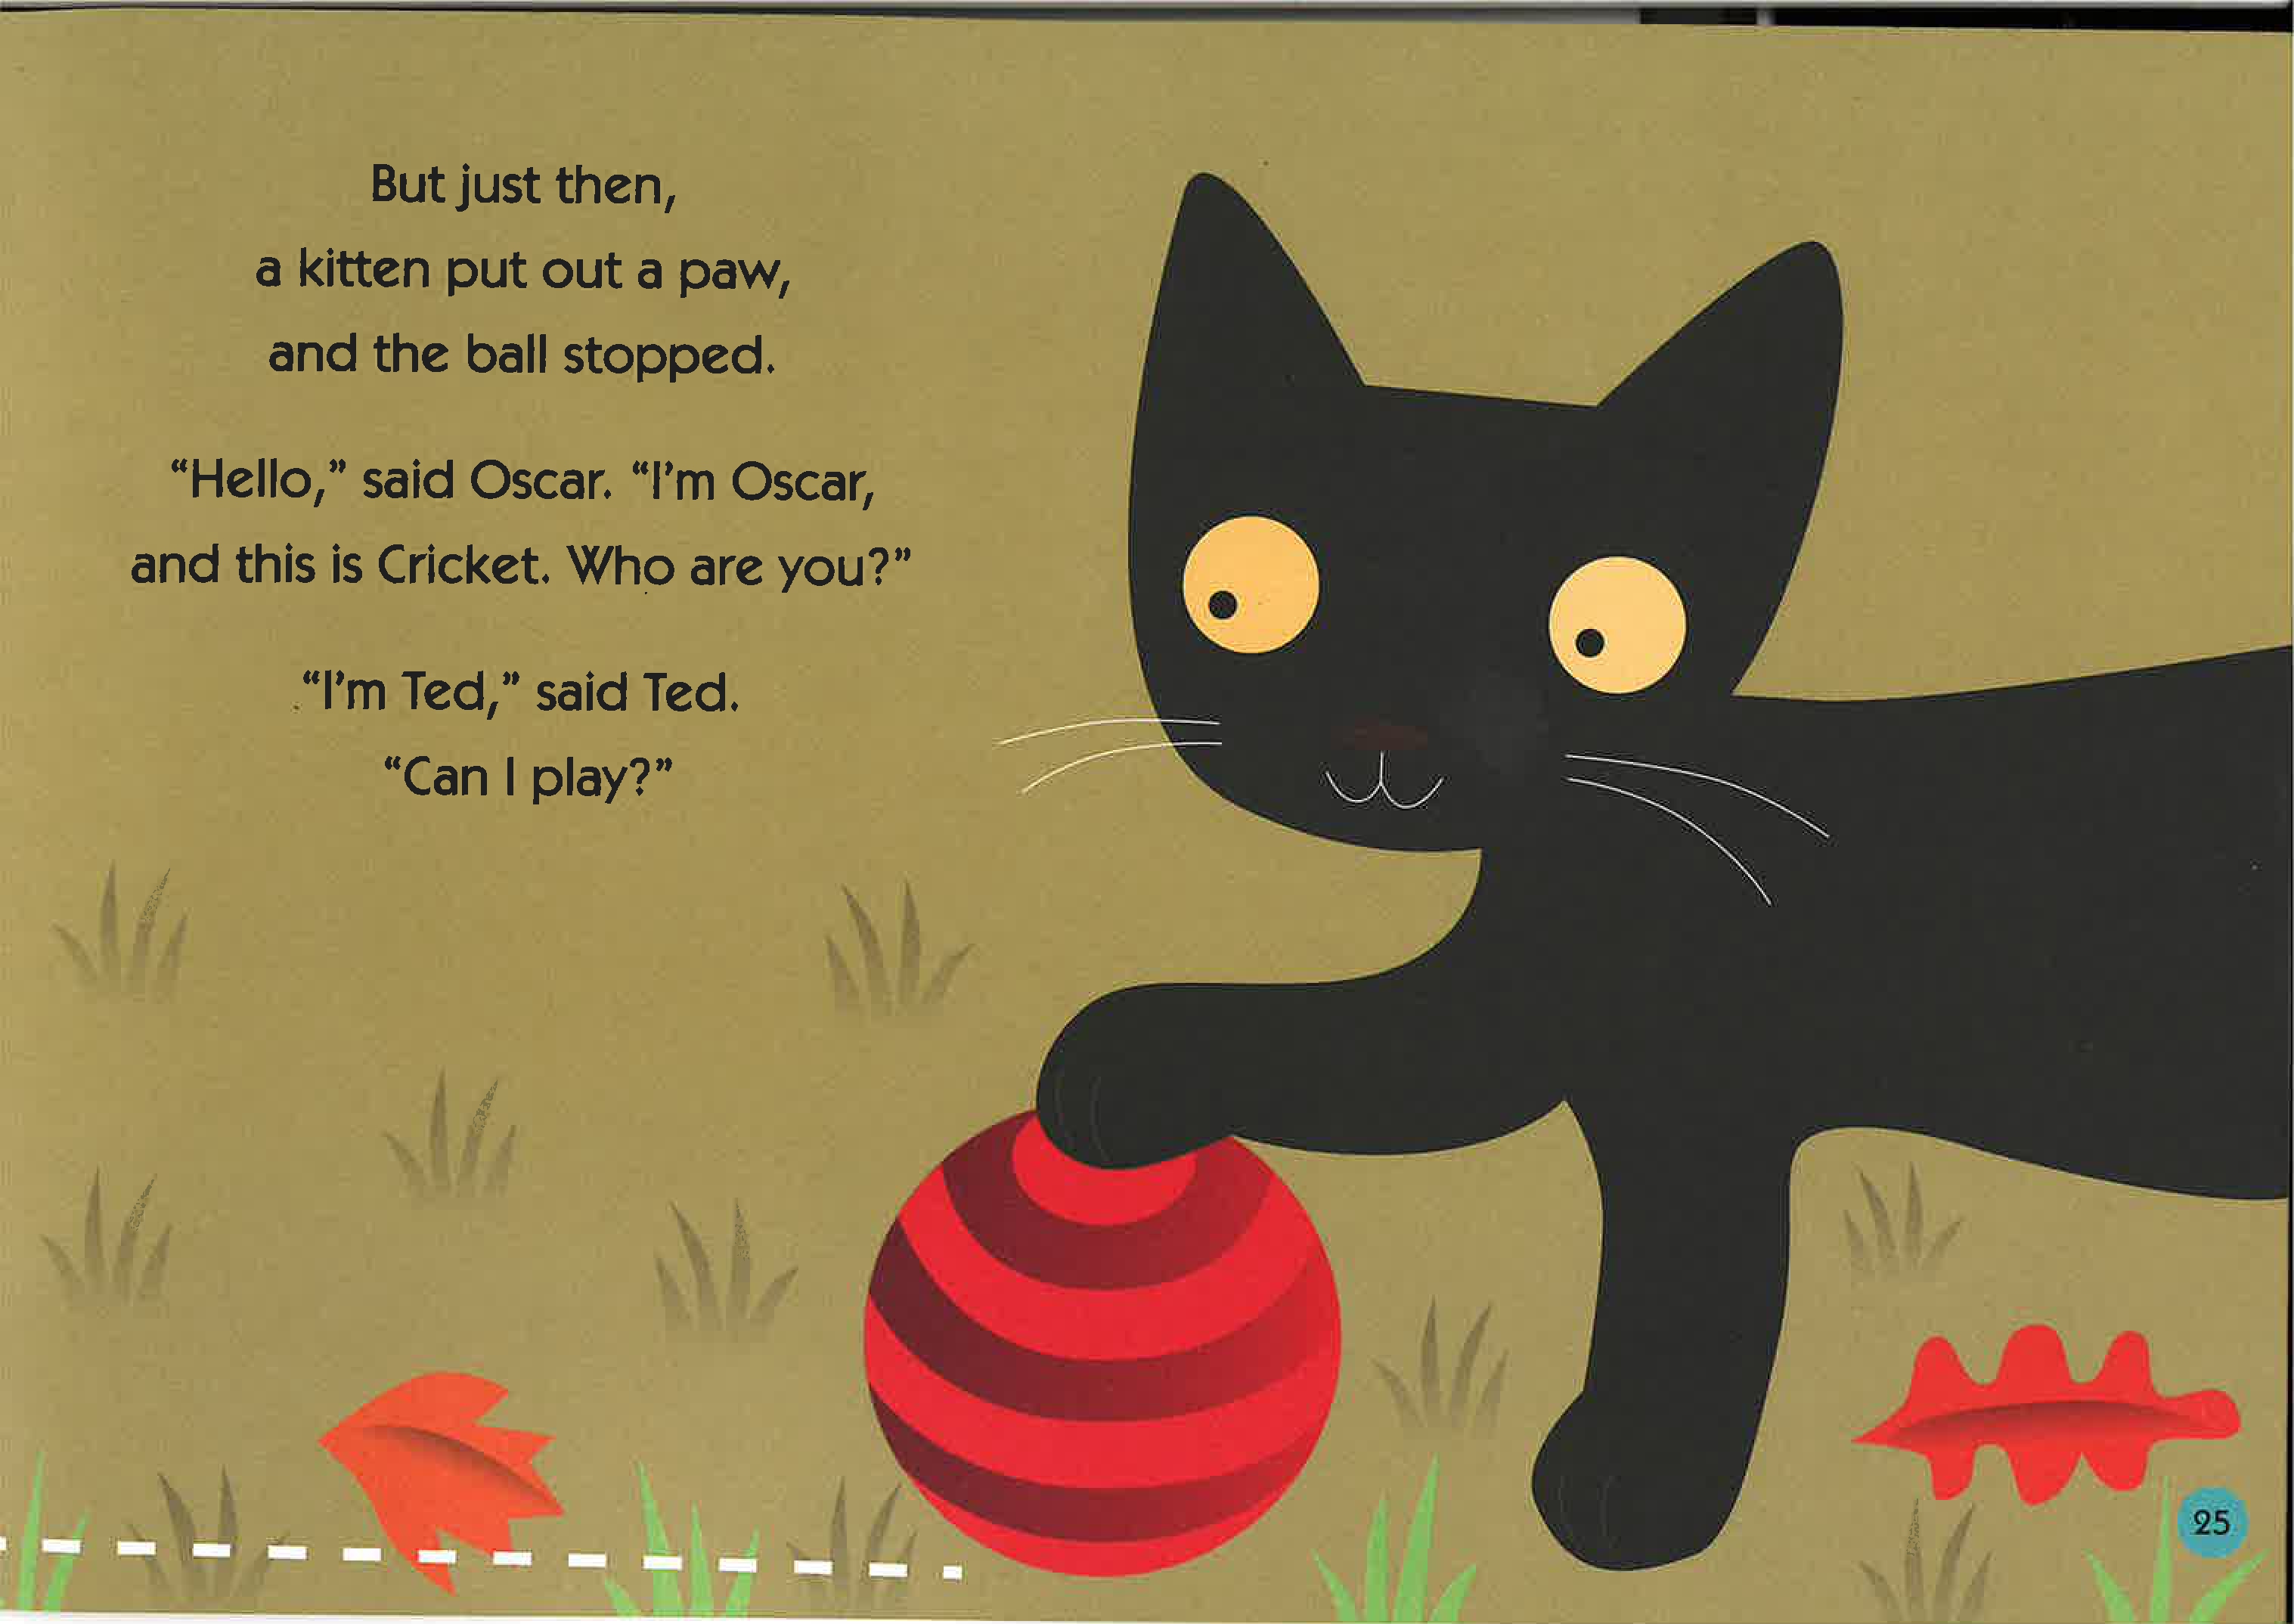 But just then,
a kitten put out a paw,
and the ball stopped.
“Hello,” said Oscar. “I’m Oscar,
and this is Cricket. Who are you?”
“I’m Ted,” said Ted.
“Can I play?”
25